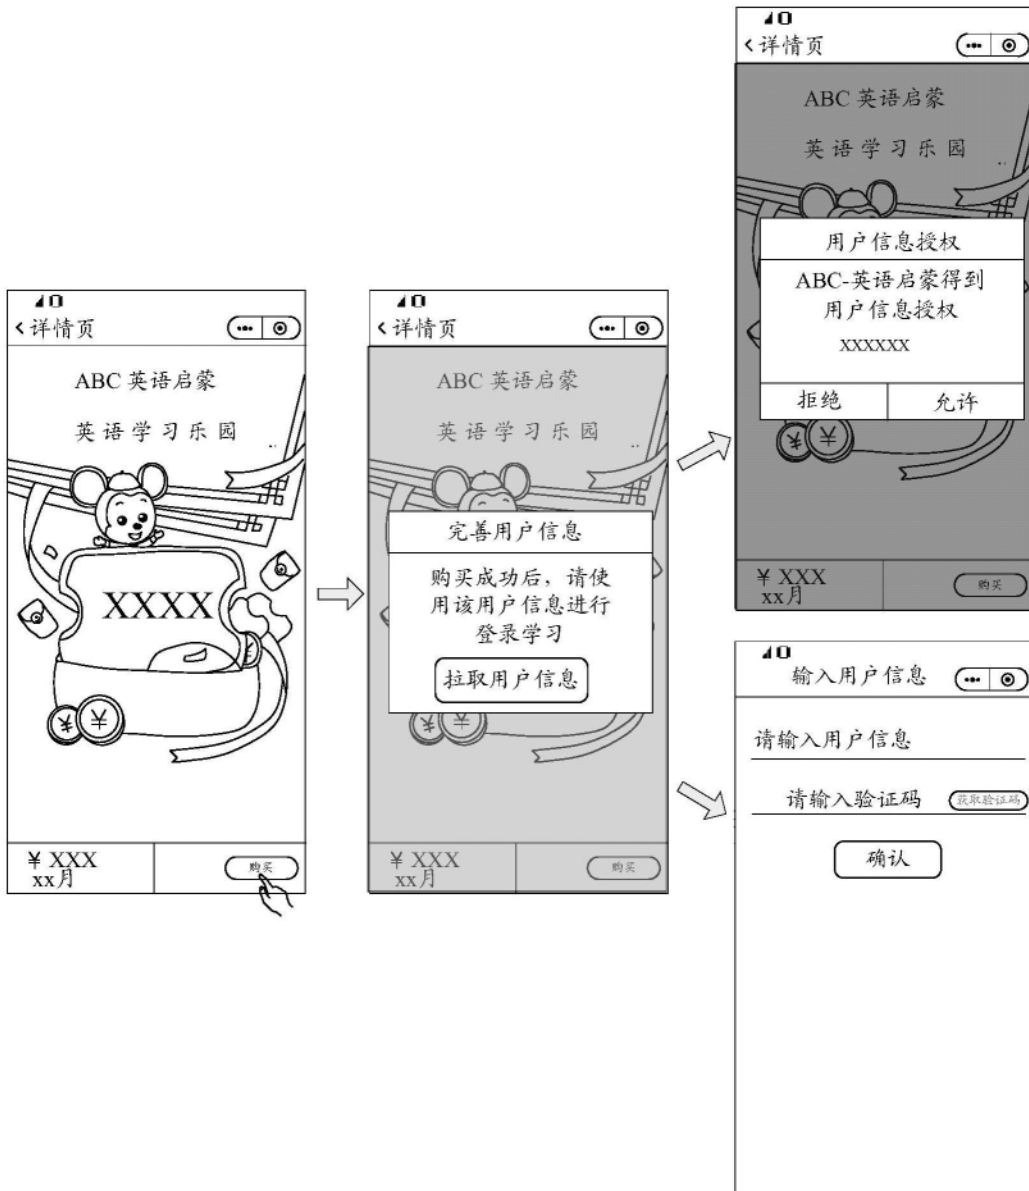 详情页
ABC 英语启蒙
英语学习乐园
XXXX
¥ XXX
xx月
购买
详情页
ABC 英语启蒙
英语学习乐园
完善用户信息
购买成功后，请使
用该用户信息进行
登录学习
拉取用户信息
¥
¥
¥ XXX
xx月
购买
详情页
ABC 英语启蒙
英语学习乐园
用户信息授权
ABC-英语启蒙得到
用户信息授权
XXXXXX
拒绝
允许
¥
¥
¥ XXX
xx月
购买
输入用户信息
请输入用户信息
请输入验证码
获取验证码
确认